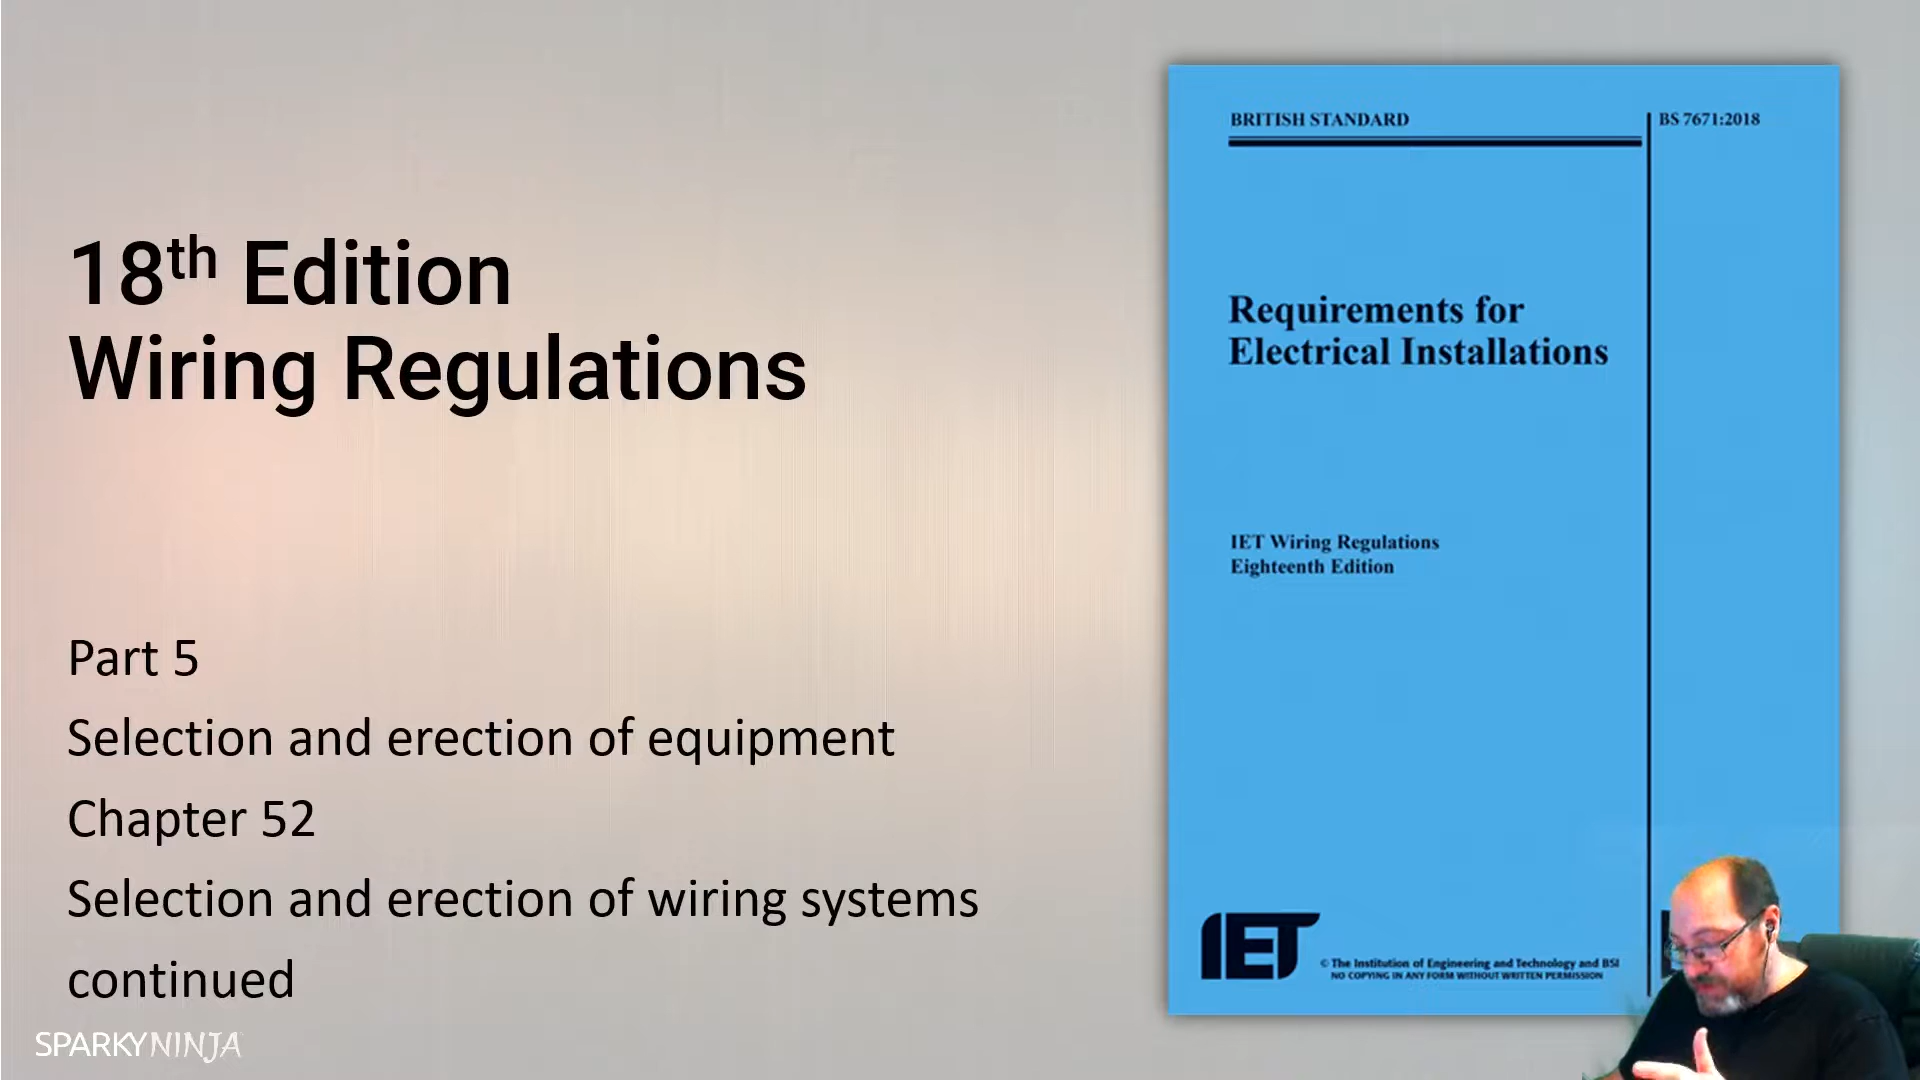 18th Edition
Wiring Regulations
Part 5
Selection and erection of equipment
Chapter 52
Selection and erection of wiring systems
continued
SPARKYNINJA
BRITISH STANDARD
BS 7671:2018
Requirements for
Electrical Installations
IET Wiring Regulations
Eighteenth Edition
IET
© The Institution of Engineering and Technology and BSI
NO COPYING IN ANY FORM WITHOUT WRITTEN PERMISSION